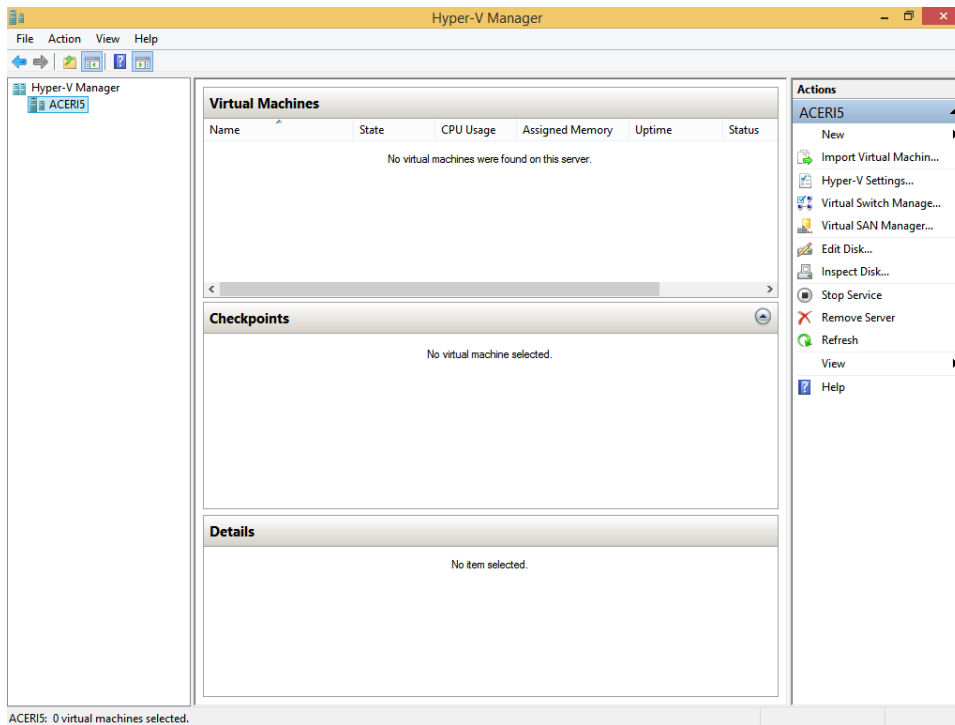 Hyper-V Manager
File Action View Help
Hyper-V Manager
ACERI5
Virtual Machines
Name State CPU Usage Assigned Memory Uptime Status
No virtual machines were found on this server.
Checkpoints
No virtual machine selected.
Details
No item selected.
Actions
ACERI5
New
Import Virtual Machin...
Hyper-V Settings...
Virtual Switch Manage...
Virtual SAN Manager...
Edit Disk...
Inspect Disk...
Stop Service
Remove Server
Refresh
View
Help
ACERI5: 0 virtual machines selected.